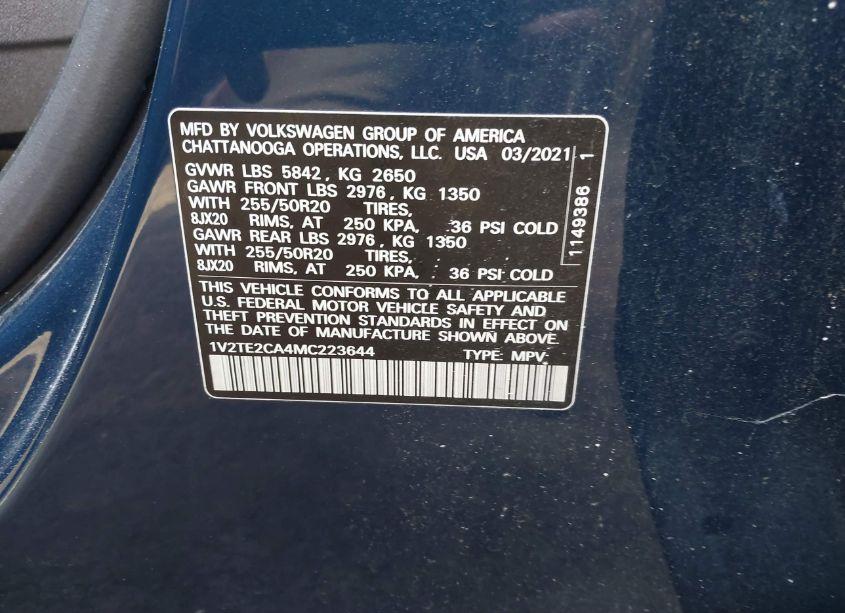 MFD BY VOLKSWAGEN GROUP OF AMERICA
CHATTANOOGA OPERATIONS, LLC. USA 03/2021
GVWR LBS 5842 , KG 2650
GAWR FRONT LBS 2976 , KG 1350
WITH 255/50R20 TIRES,
8JX20 RIMS, AT 250 KPA, 36 PSI COLD
GAWR REAR LBS 2976 , KG 1350
WITH 255/50R20 TIRES,
8JX20 RIMS, AT 250 KPA, 36 PSI COLD
THIS VEHICLE CONFORMS TO ALL APPLICABLE
U.S. FEDERAL MOTOR VEHICLE SAFETY AND
THEFT PREVENTION STANDARDS IN EFFECT ON
THE DATE OF MANUFACTURE SHOWN ABOVE.
1V2TE2CA4MC223644 TYPE: MPV
1149386 1